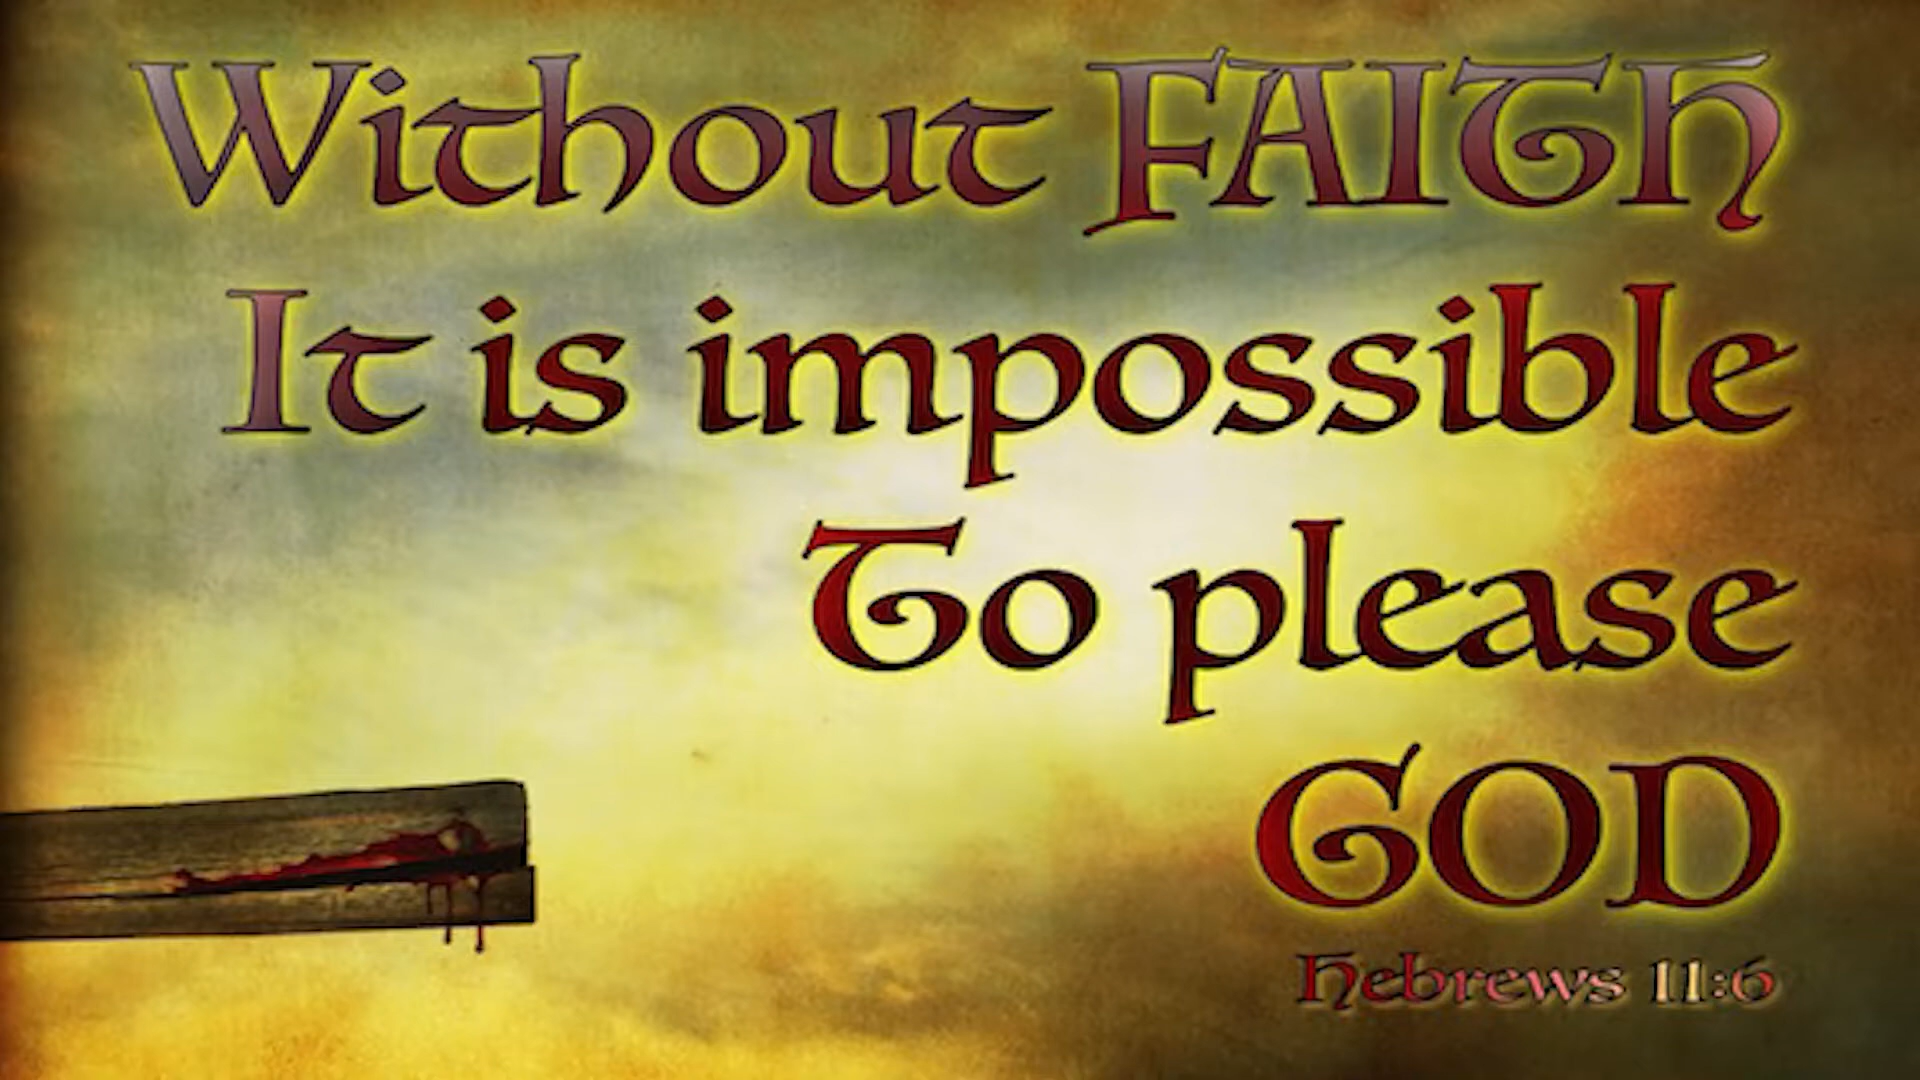 Without FAITh
It is impossible
To please
GOD
Hebrews 11:6